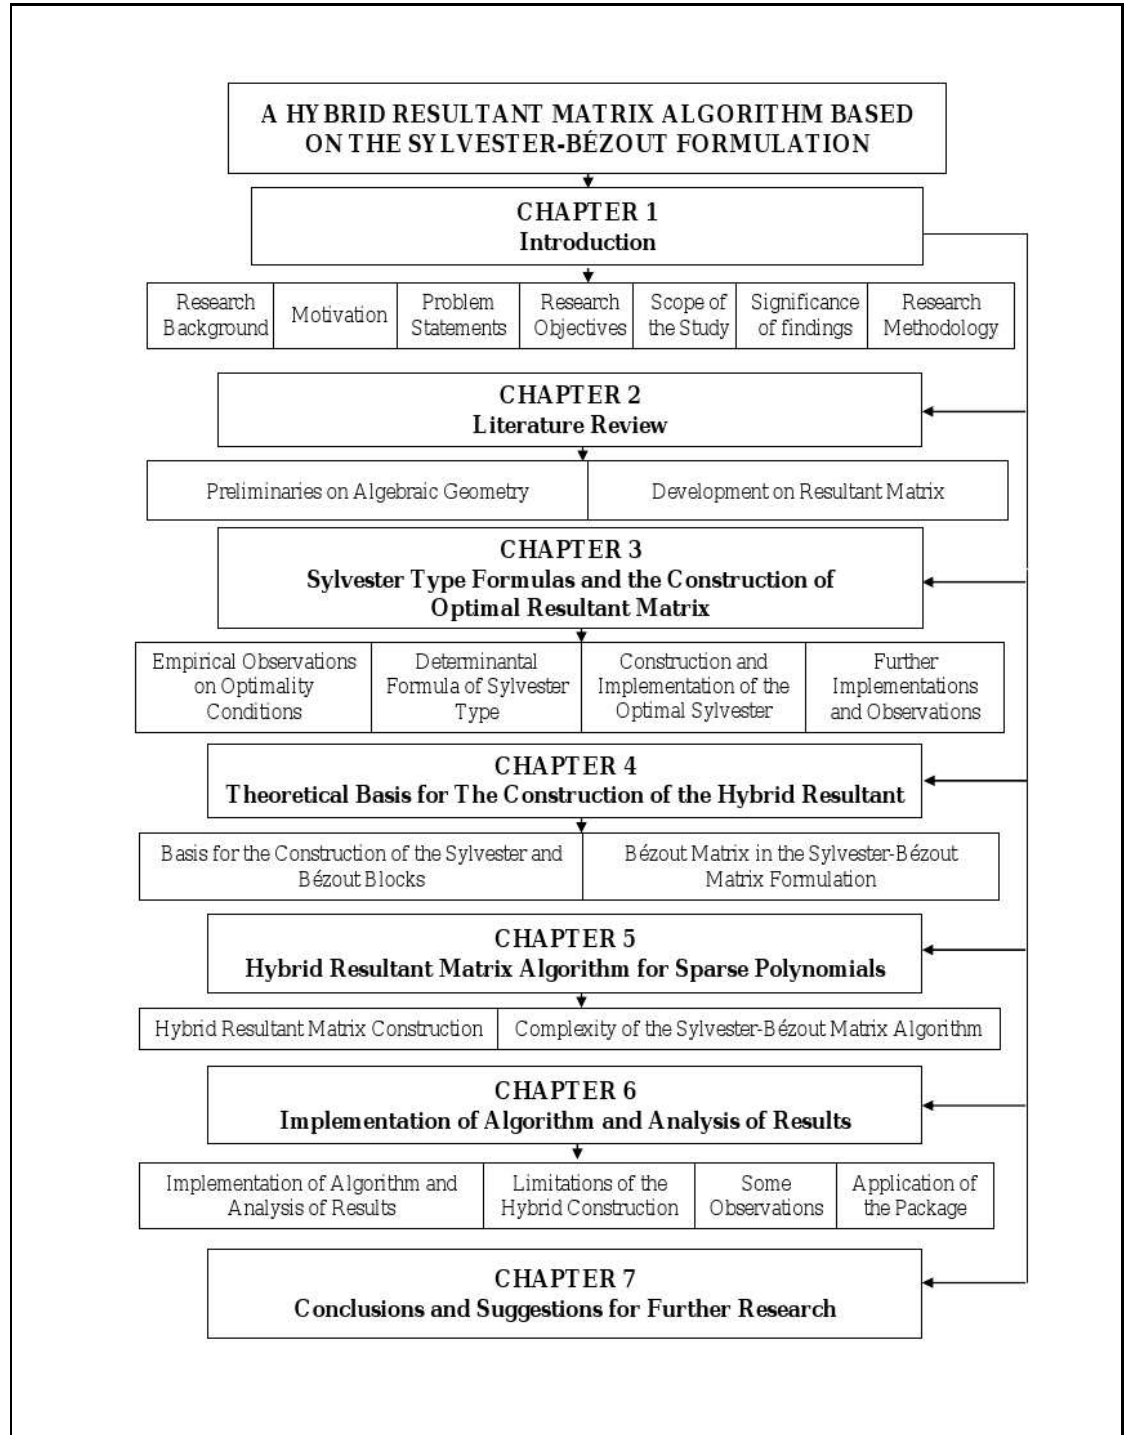 A HYBRID RESULTANT MATRIX ALGORITHM BASED
ON THE SYLVESTER-BÉZOUT FORMULATION
CHAPTER 1
Introduction
Research
Background
Motivation
Problem
Statements
Research
Objectives
Scope of
the Study
Significance
of findings
Research
Methodology
CHAPTER 2
Literature Review
Preliminaries on Algebraic Geometry
Development on Resultant Matrix
CHAPTER 3
Sylvester Type Formulas and the Construction of
Optimal Resultant Matrix
Empirical Observations
on Optimality
Conditions
Determinantal
Formula of Sylvester
Type
Construction and
Implementation of the
Optimal Sylvester
Further
Implementations
and Observations
CHAPTER 4
Theoretical Basis for The Construction of the Hybrid Resultant
Basis for the Construction of the Sylvester and
Bézout Blocks
Bézout Matrix in the Sylvester-Bézout
Matrix Formulation
CHAPTER 5
Hybrid Resultant Matrix Algorithm for Sparse Polynomials
Hybrid Resultant Matrix Construction
Complexity of the Sylvester-Bézout Matrix Algorithm
CHAPTER 6
Implementation of Algorithm and Analysis of Results
Implementation of Algorithm and
Analysis of Results
Limitations of the
Hybrid Construction
Some
Observations
Application of
the Package
CHAPTER 7
Conclusions and Suggestions for Further Research